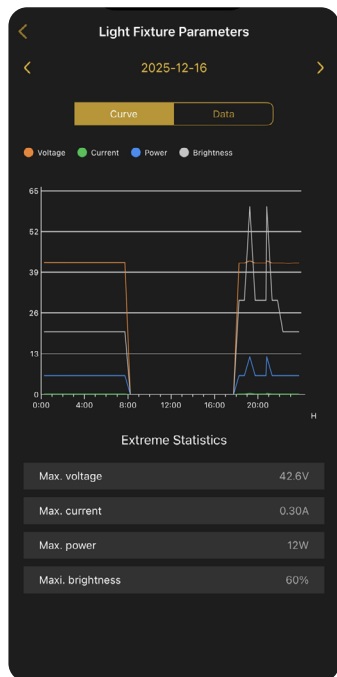 Light Fixture Parameters
2025-12-16
Curve Data
Voltage Current Power Brightness
65
52
39
26
13
0
0:00 4:00 8:00 12:00 16:00 20:00
H
Extreme Statistics
Max. voltage 42.6V
Max. current 0.30A
Max. power 12W
Maxi. brightness 60%